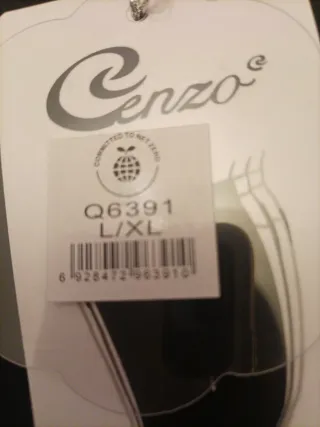 Cenzo
C
COMMITTED TO NET ZERO
Q6391
L/XL
6 928472 963910